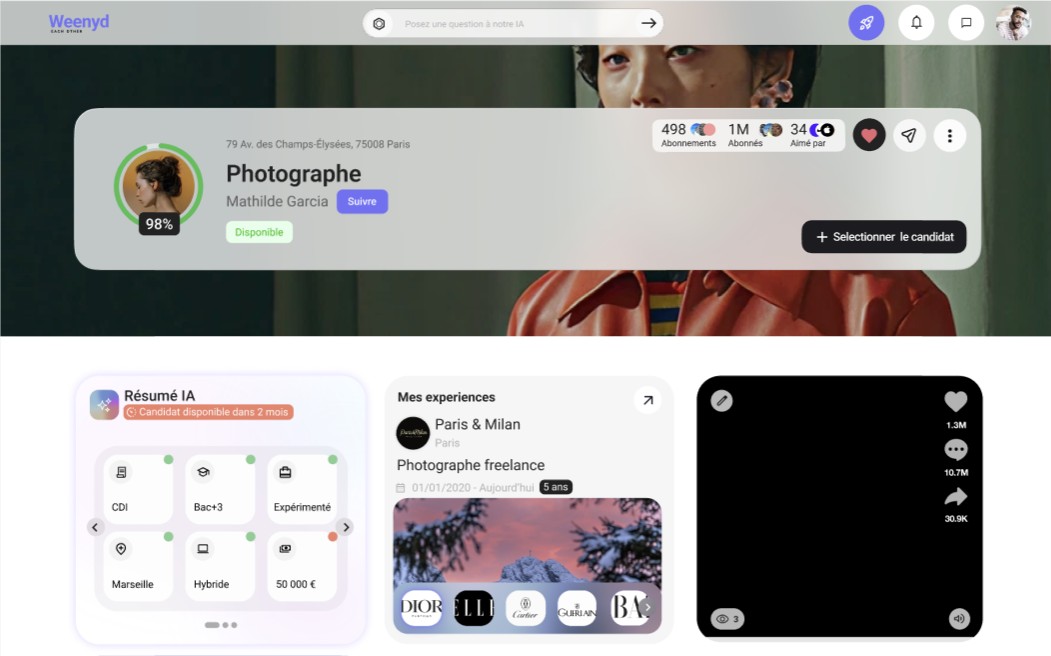 Weenyd
EACH OTHER
Posez une question à notre IA
498
1M
34
Abonnements
Abonnés
Aimé par
79 Av. des Champs-Élysées, 75008 Paris
Photographe
Mathilde Garcia
Suivre
98%
Disponible
+ Selectionner le candidat
Résumé IA
Candidat disponible dans 2 mois
CDI
Bac+3
Expérimenté
Marseille
Hybride
50 000 €
Mes experiences
Paris & Milan
Paris
Photographe freelance
01/01/2020 - Aujourd'hui
5 ans
DIOR
ELLE
Cartier
GUERLAIN
BA
1.3M
10.7M
30.9K
3